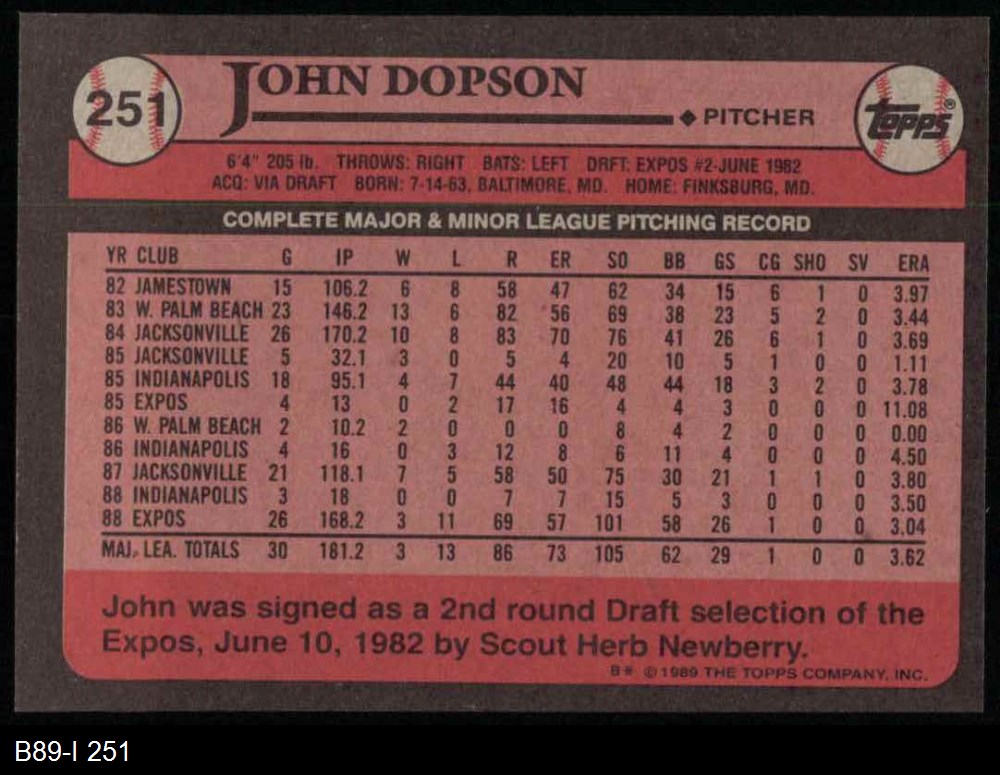 251
JOHN DOPSON
PITCHER
Topps®
6'4" 205 lb. THROWS: RIGHT BATS: LEFT DRFT: EXPOS #2-JUNE 1982
ACQ: VIA DRAFT BORN: 7-14-63, BALTIMORE, MD. HOME: FINKSBURG, MD.
COMPLETE MAJOR & MINOR LEAGUE PITCHING RECORD
YR CLUB G IP W L R ER SO BB GS CG SHO SV ERA
82 JAMESTOWN 15 106.2 6 8 58 47 62 34 15 6 1 0 3.97
83 W. PALM BEACH 23 146.2 13 6 82 56 69 38 23 5 2 0 3.44
84 JACKSONVILLE 26 170.2 10 8 83 70 76 41 26 6 1 0 3.69
85 JACKSONVILLE 5 32.1 3 0 5 4 20 10 5 1 0 0 1.11
85 INDIANAPOLIS 18 95.1 4 7 44 40 48 44 18 3 2 0 3.78
85 EXPOS 4 13 0 2 17 16 4 4 3 0 0 0 11.08
86 W. PALM BEACH 2 10.2 2 0 0 0 8 4 2 0 0 0 0.00
86 INDIANAPOLIS 4 16 0 3 12 8 6 11 4 0 0 0 4.50
87 JACKSONVILLE 21 118.1 7 5 58 50 75 30 21 1 1 0 3.80
88 INDIANAPOLIS 3 18 0 0 7 7 15 5 3 0 0 0 3.50
88 EXPOS 26 168.2 3 11 69 57 101 58 26 1 0 0 3.04
MAJ. LEA. TOTALS 30 181.2 3 13 86 73 105 62 29 1 0 0 3.62
John was signed as a 2nd round Draft selection of the
Expos, June 10, 1982 by Scout Herb Newberry.
B* © 1989 THE TOPPS COMPANY, INC.
B89-I 251